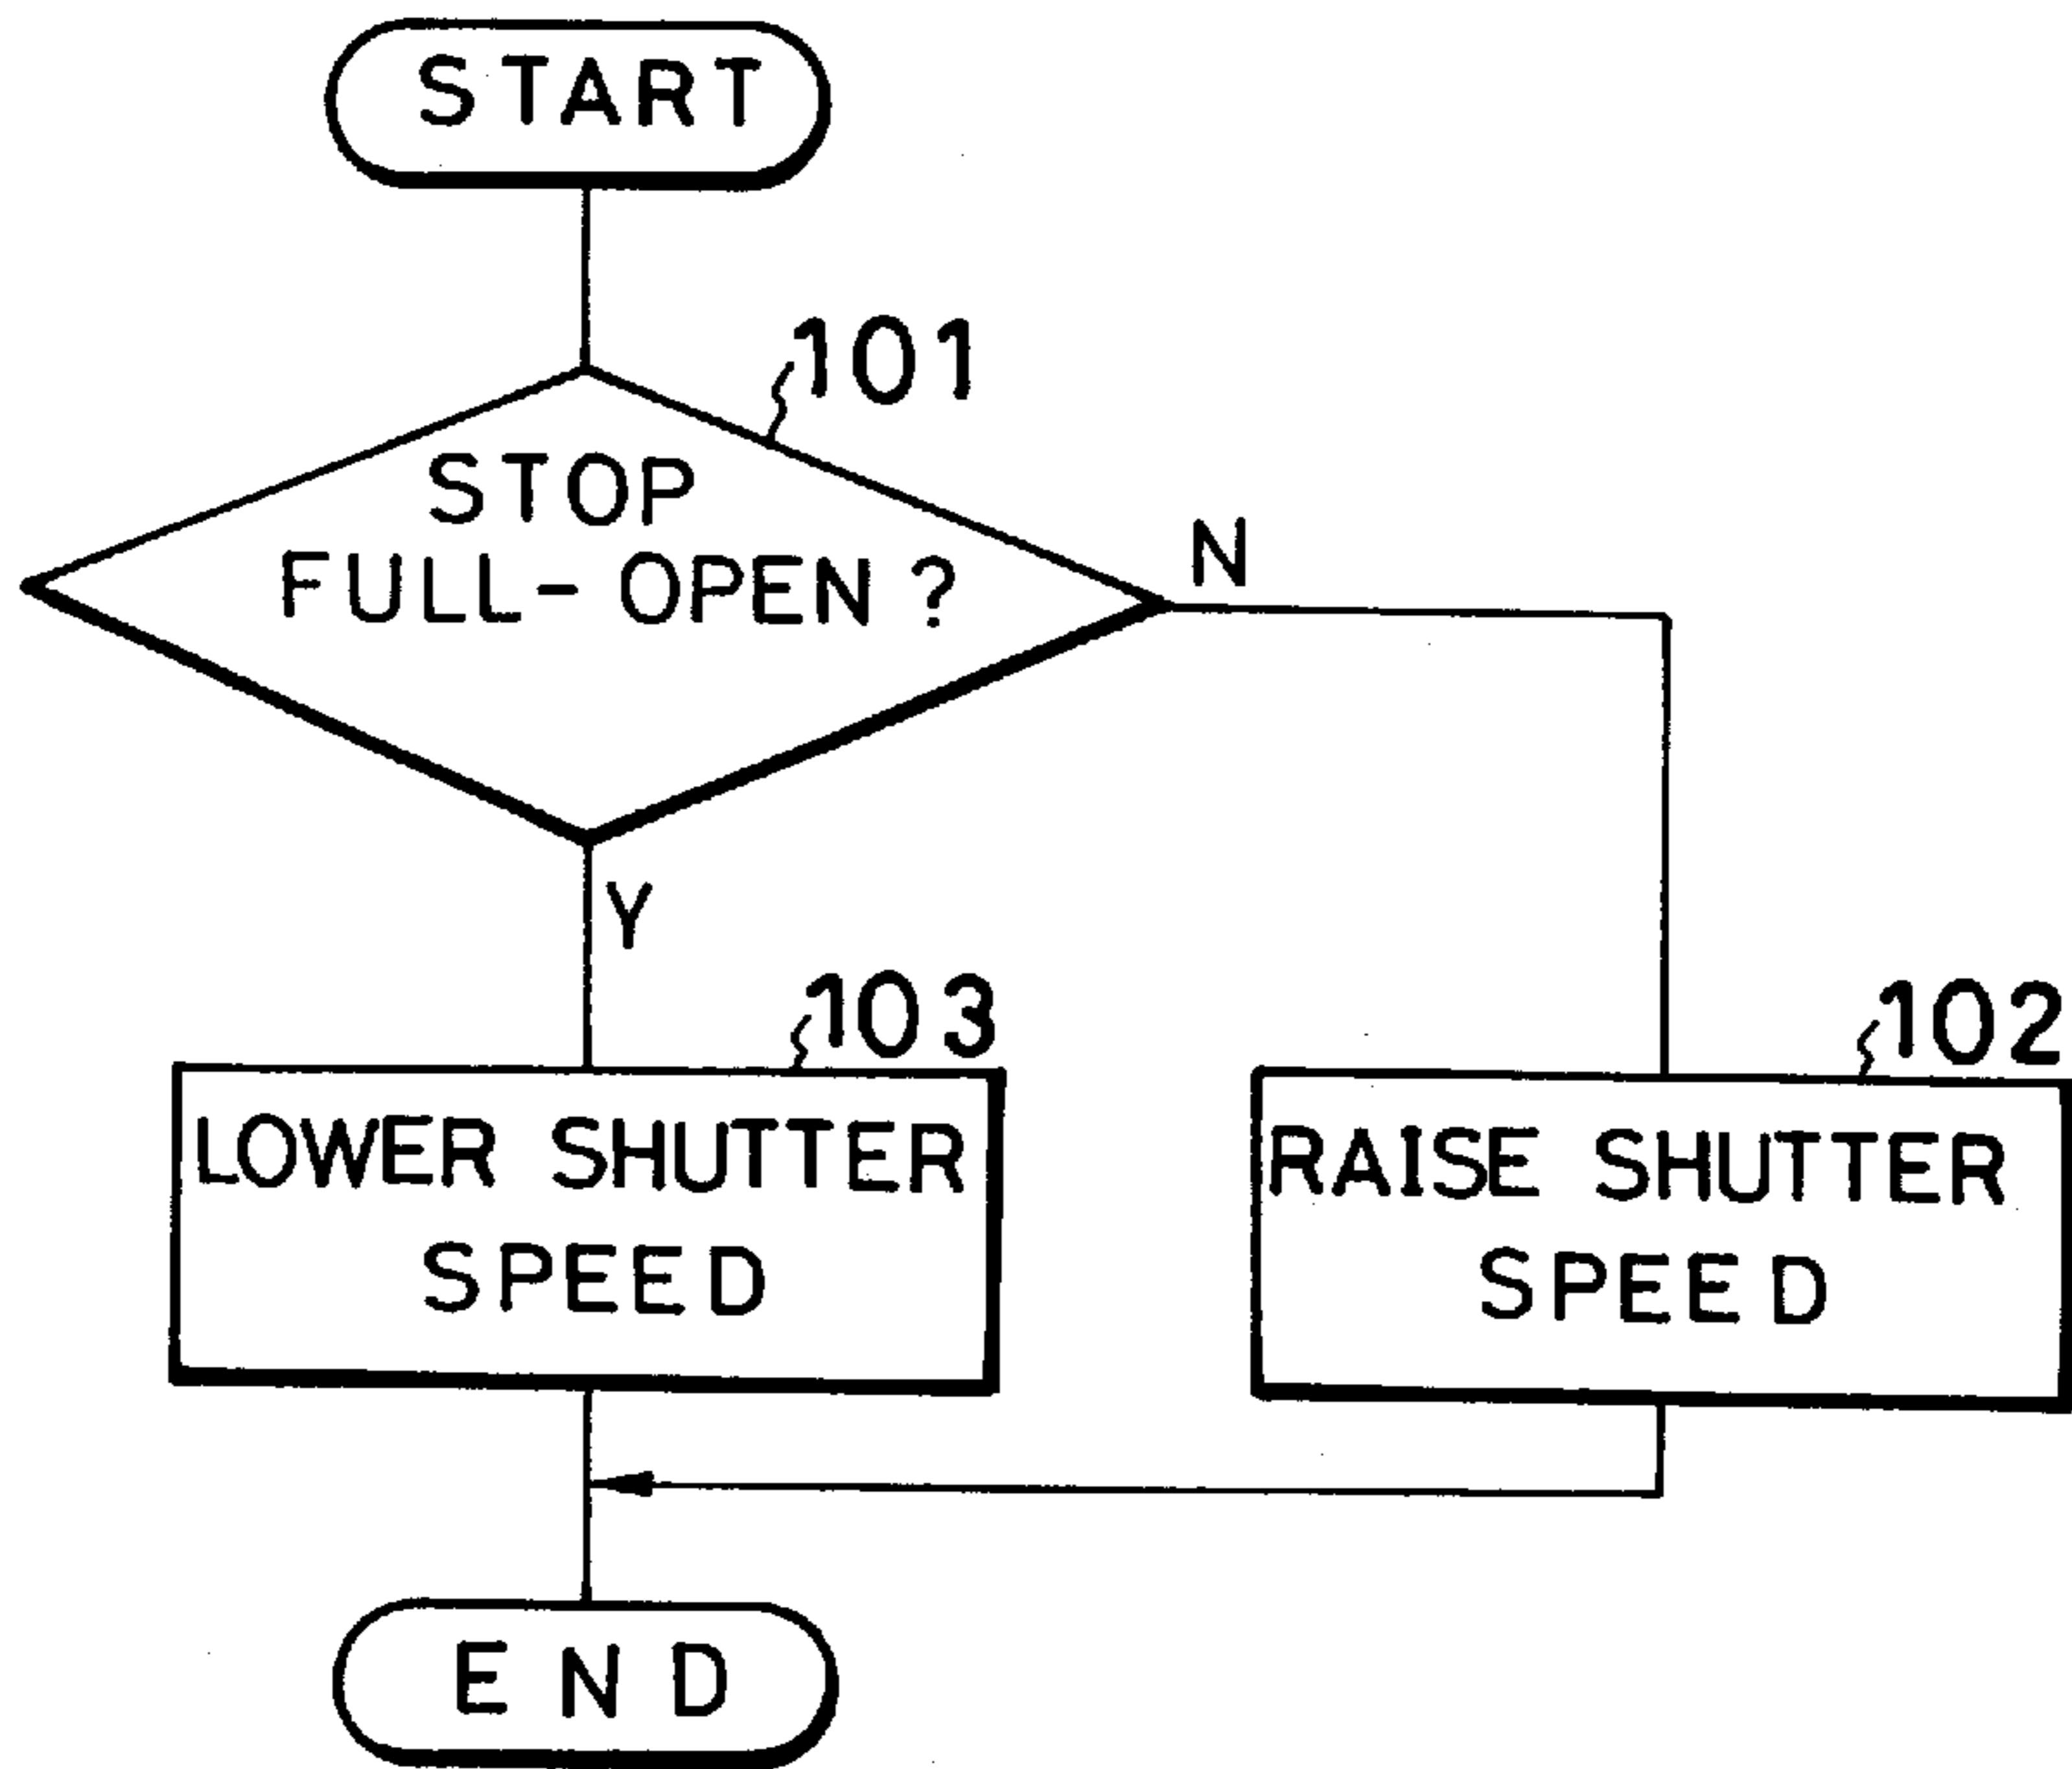 START
101
STOP
FULL-OPEN?
N
Y
103
LOWER SHUTTER
SPEED
102
RAISE SHUTTER
SPEED
END